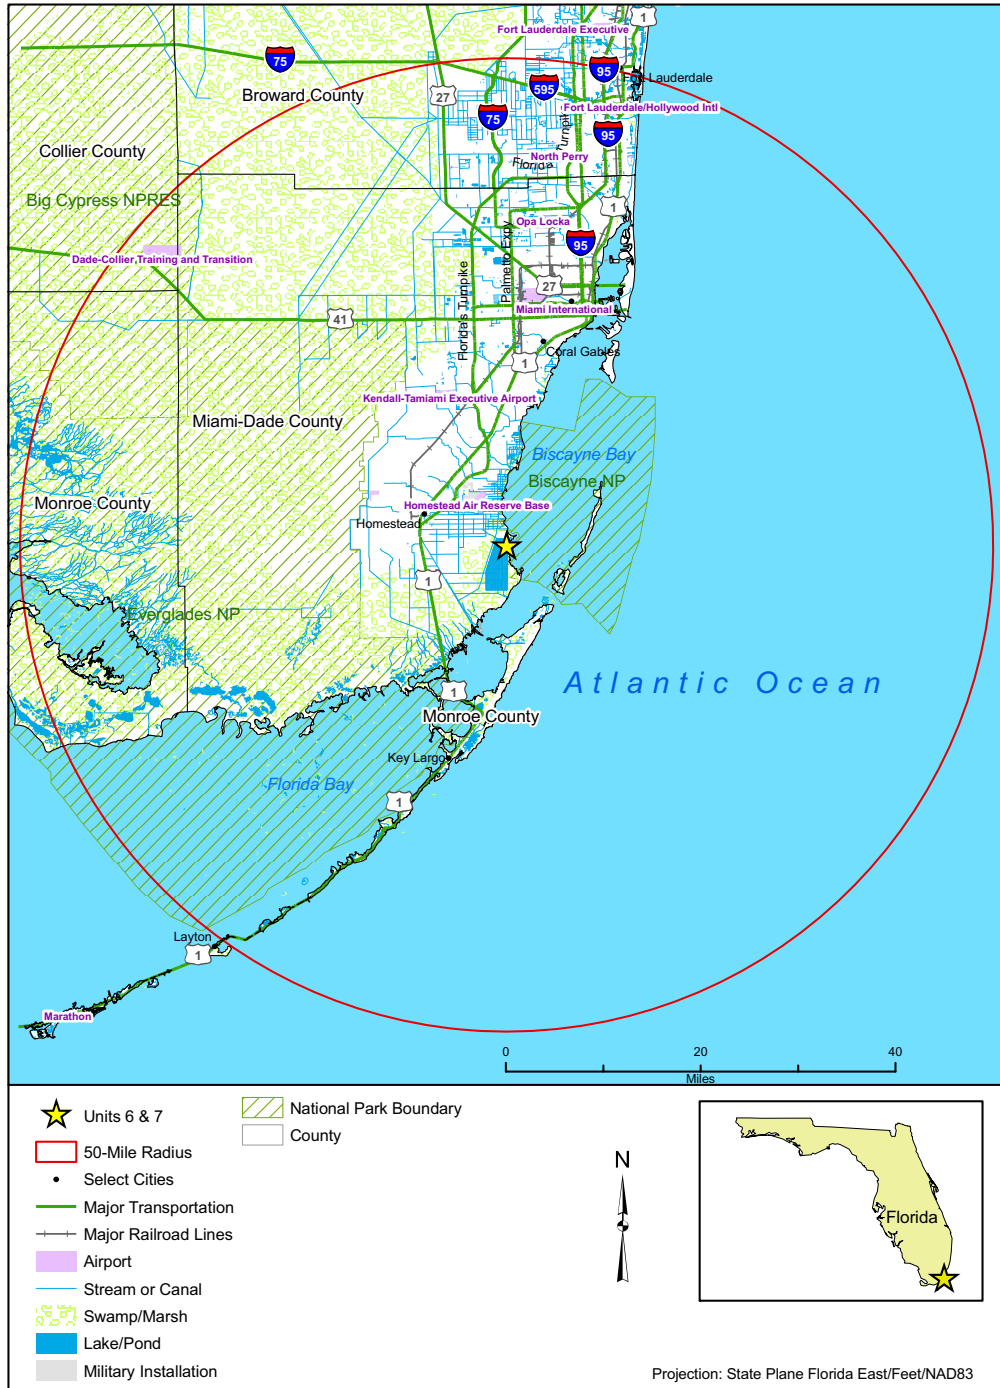 1
Fort Lauderdale Executive
75
95
Fort Lauderdale
595
Broward County
27
Fort Lauderdale/Hollywood Intl
75
95
Florida's Turnpike
Collier County
North Perry
Big Cypress NPRES
1
Opa Locka
95
Dade-Collier Training and Transition
Palmetto Expy
Florida's Turnpike
27
Miami International
41
Coral Gables
1
Kendall-Tamiami Executive Airport
Miami-Dade County
Biscayne Bay
Biscayne NP
Monroe County
Homestead Air Reserve Base
Homestead
1
Everglades NP
Atlantic Ocean
1
Monroe County
Key Largo
Florida Bay
1
Layton
1
Marathon
0 20 40
Miles
Units 6 & 7
50-Mile Radius
Select Cities
Major Transportation
Major Railroad Lines
Airport
Stream or Canal
Swamp/Marsh
Lake/Pond
Military Installation
National Park Boundary
County
N
Florida
Projection: State Plane Florida East/Feet/NAD83